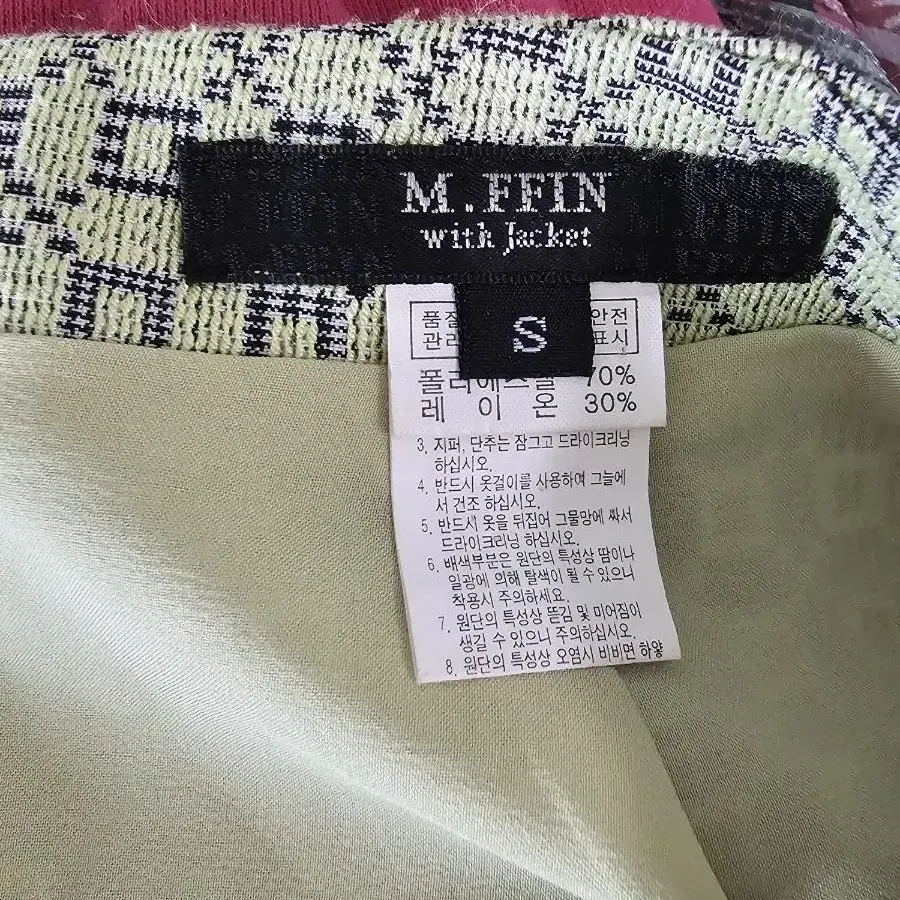 M.FFIN
with Jacket
S
품질 안전
관리 표시
70%
레 이 온 30%
3. 지퍼, 단추는 잠그고 드라이크리닝
하십시오.
4. 반드시 옷걸이를 사용하여 그늘에
서 건조 하십시오.
5. 반드시 옷을 뒤집어 그물망에 싸서
드라이크리닝 하십시오.
6. 배색부분은 원단의 특성상 땀이나
일광에 의해 탈색이 될 수 있으니
착용시 주의하세요.
7. 원단의 특성상 뜯김 및 미어짐이
생길 수 있으니 주의하십시오.
8. 원단의 특성상 오염시 비비면 하얗